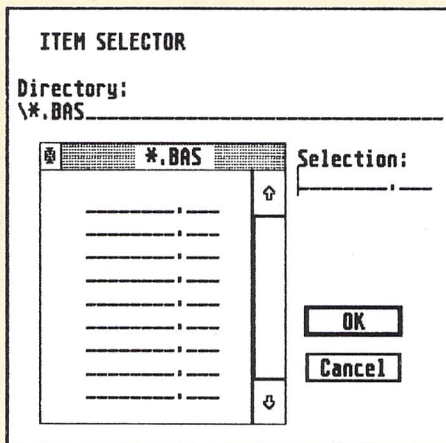 ITEM SELECTOR
Directory:
\*.BAS
*.BAS
Selection:
OK
Cancel